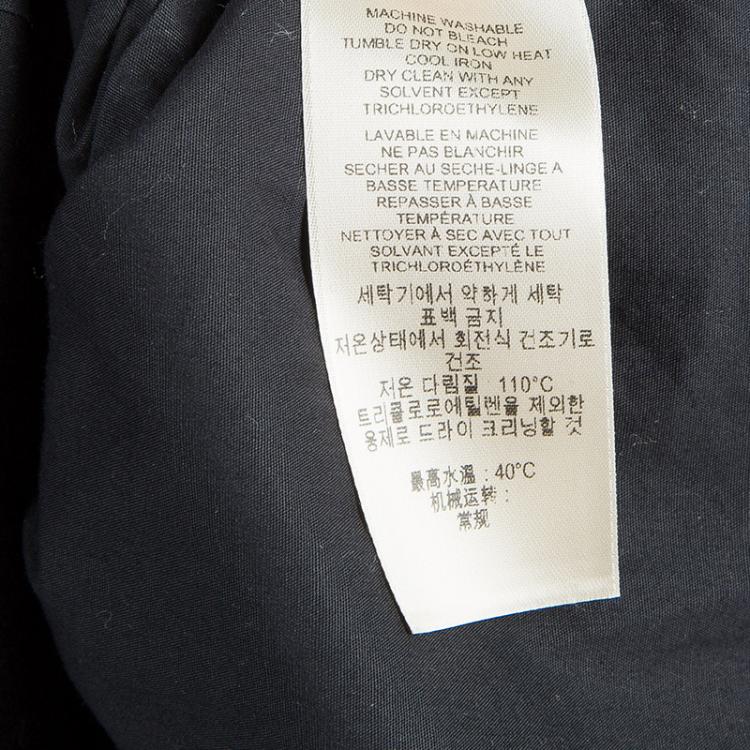 MACHINE WASHABLE
DO NOT BLEACH
TUMBLE DRY ON LOW HEAT
COOL IRON
DRY CLEAN WITH ANY
SOLVENT EXCEPT
TRICHLOROETHYLENE
LAVABLE EN MACHINE
NE PAS BLANCHIR
SECHER AU SECHE-LINGE A
BASSE TEMPERATURE
REPASSER À BASSE
TEMPÉRATURE
NETTOYER À SEC AVEC TOUT
SOLVANT EXCEPTÉ LE
TRICHLOROÉTHYLÈNE
세탁기에서 약하게 세탁
표백 금지
저온상태에서 회전식 건조기로
건조
저온 다림질 110°C
트리클로로에틸렌을 제외한
용제로 드라이 크리닝할 것
最高水温 : 40°C
机械运转 :
常规